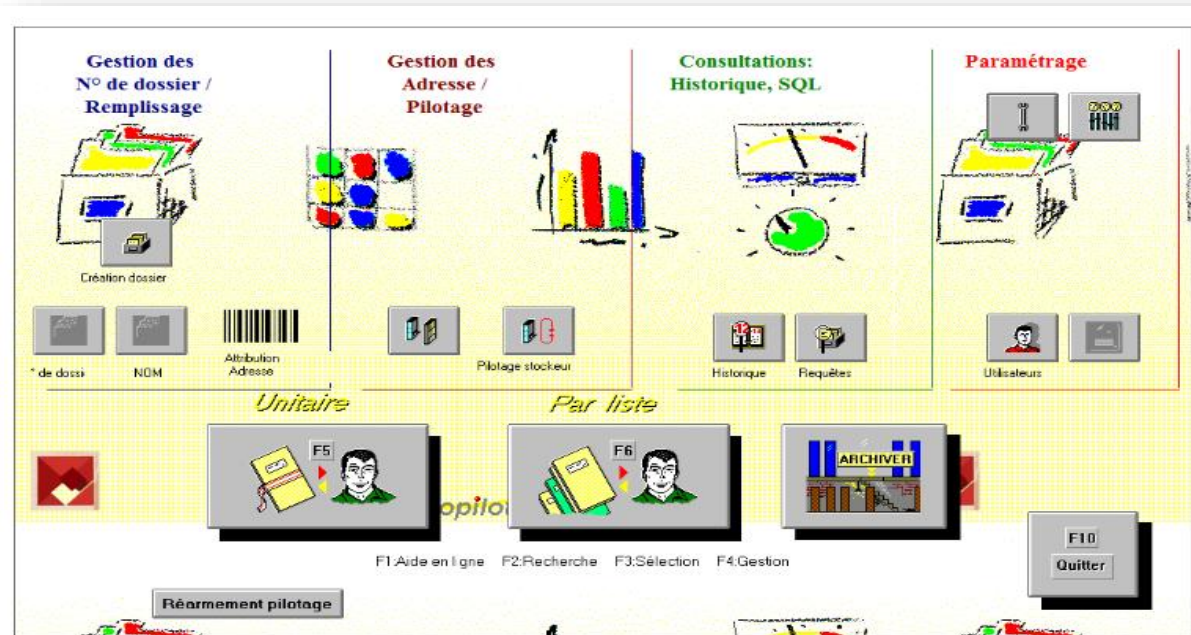 Gestion des
N° de dossier /
Remplissage
Gestion des
Adresse /
Pilotage
Consultations:
Historique, SQL
Paramétrage
Création dossier
° de dossi
NOM
Attribution
Adresse
Pilotage stockeur
12
Historique
Requêtes
Utilisateurs
Unitaire
Par liste
F5
F6
ARCHIVER
opilo
F1:Aide en ligne F2:Recherche F3:Sélection F4:Gestion
F10
Quitter
Réarmement pilotage